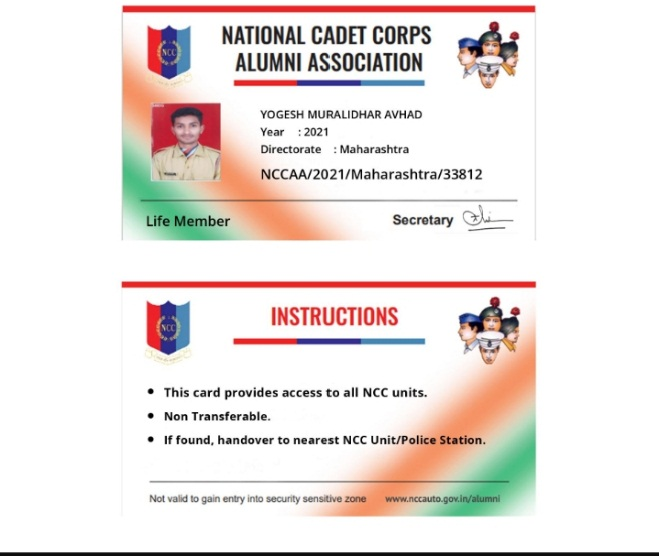 NCC
NATIONAL CADET CORPS
ALUMNI ASSOCIATION
YOGESH MURALIDHAR AVHAD
Year : 2021
Directorate : Maharashtra
NCCAA/2021/Maharashtra/33812
Life Member
Secretary
NCC
INSTRUCTIONS
• This card provides access to all NCC units.
• Non Transferable.
• If found, handover to nearest NCC Unit/Police Station.
Not valid to gain entry into security sensitive zone www.nccauto.gov.in/alumni